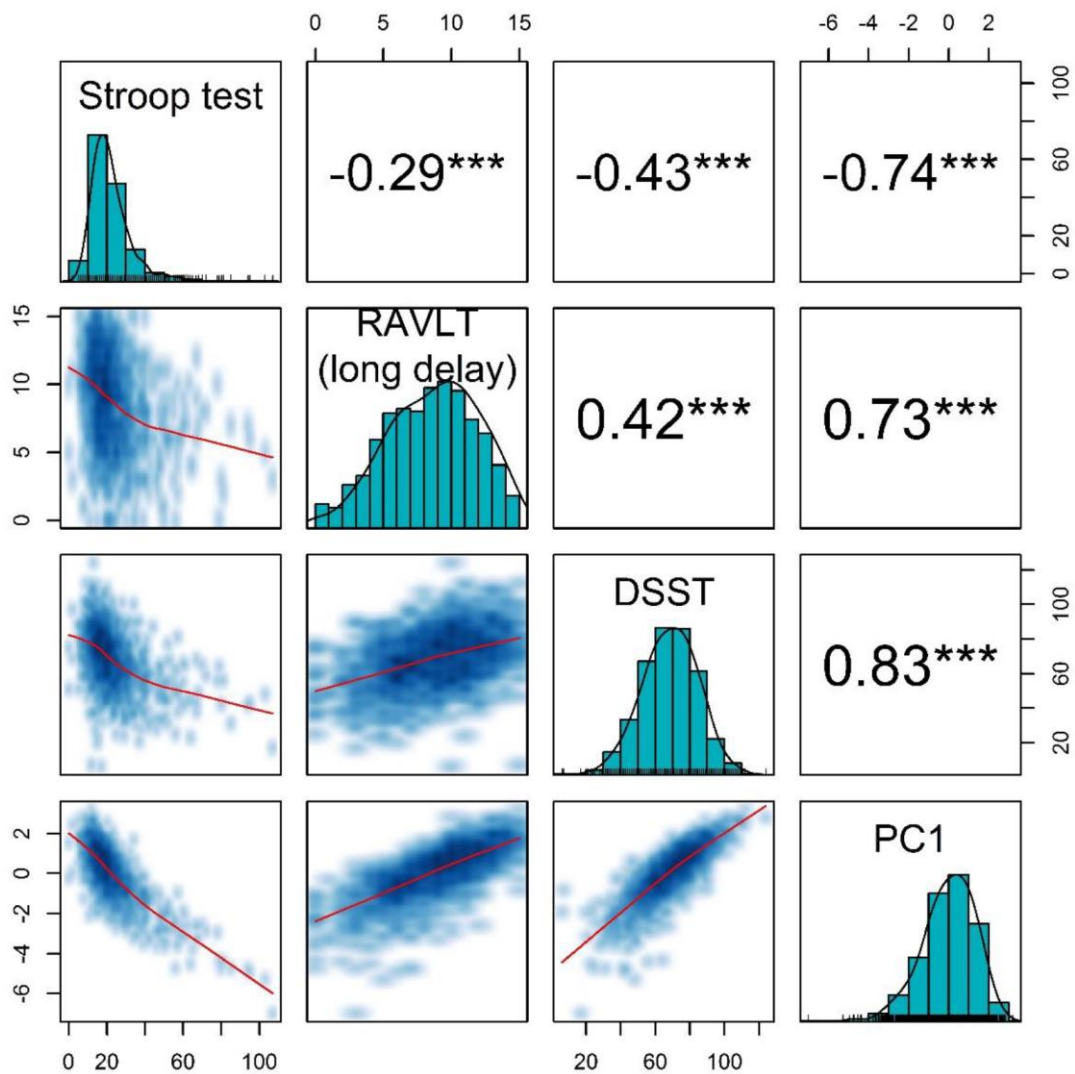 0 5 10 15
-6 -4 -2 0 2
Stroop test
-0.29***
-0.43***
-0.74***
100
60
20
0
15
10
5
0
RAVLT
(long delay)
0.42***
0.73***
DSST
0.83***
100
60
20
2
0
-2
-4
-6
PC1
0 20 60 100
20 60 100